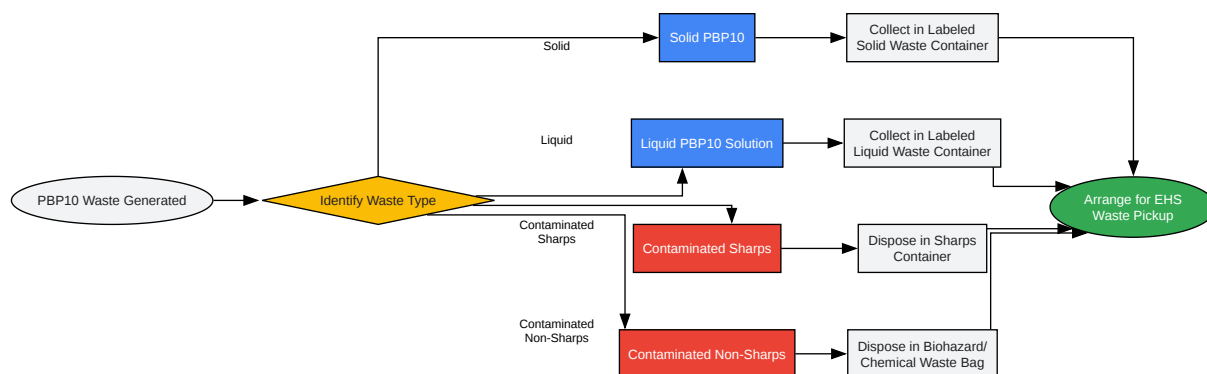 Solid PBP10
Collect in Labeled
Solid Waste Container
Solid
Liquid
Liquid PBP10 Solution
Collect in Labeled
Liquid Waste Container
PBP10 Waste Generated
Identify Waste Type
Arrange for EHS
Waste Pickup
Contaminated
Sharps
Contaminated Sharps
Dispose in Sharps
Container
Contaminated
Non-Sharps
Contaminated Non-Sharps
Dispose in Biohazard/
Chemical Waste Bag